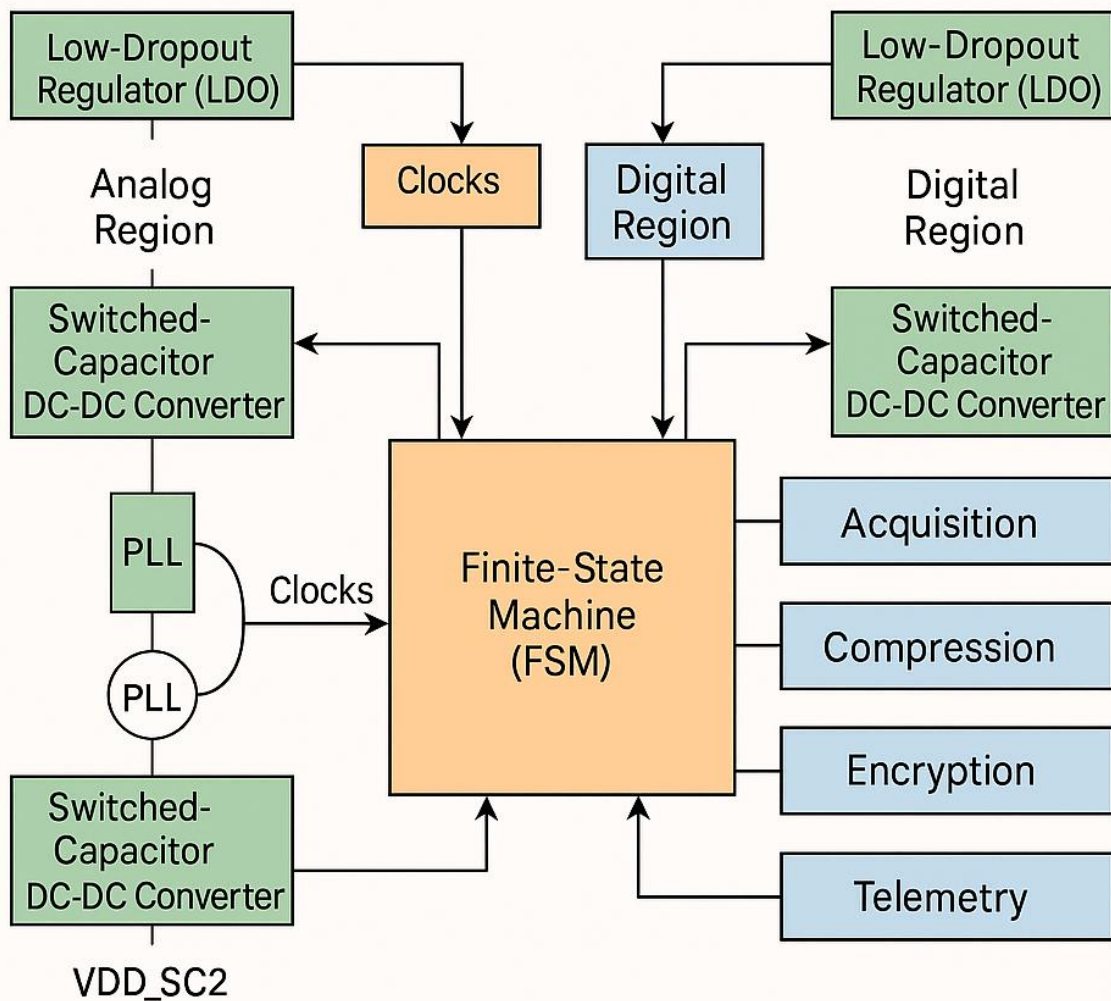 Low-Dropout
Regulator (LDO)
Low-Dropout
Regulator (LDO)
Clocks
Digital
Region
Analog
Region
Digital
Region
Switched-
Capacitor
DC-DC Converter
Switched-
Capacitor
DC-DC Converter
PLL
Clocks
PLL
Finite-State
Machine
(FSM)
Acquisition
Compression
Encryption
Telemetry
Switched-
Capacitor
DC-DC Converter
VDD_SC2